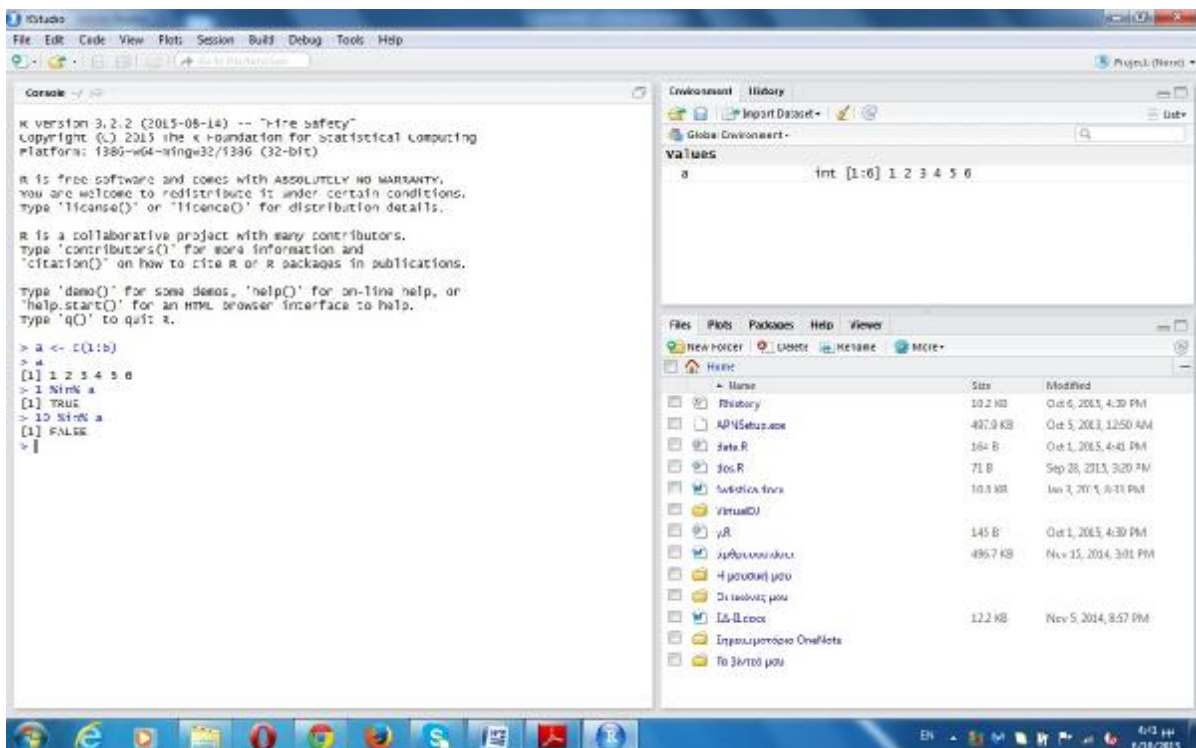 RStudio
File Edit Code View Plots Session Build Debug Tools Help
Project: (None)
Console ~/
R version 3.2.2 (2015-08-14) -- "Fire Safety"
Copyright (C) 2015 The R Foundation for Statistical Computing
Platform: i386-w64-mingw32/i386 (32-bit)
R is free software and comes with ABSOLUTELY NO WARRANTY.
You are welcome to redistribute it under certain conditions.
Type 'license()' or 'licence()' for distribution details.
R is a collaborative project with many contributors.
Type 'contributors()' for more information and
'citation()' on how to cite R or R packages in publications.
Type 'demo()' for some demos, 'help()' for on-line help, or
'help.start()' for an HTML browser interface to help.
Type 'q()' to quit R.
> a <- c(1:6)
> a
[1] 1 2 3 4 5 6
> 1 %in% a
[1] TRUE
> 10 %in% a
[1] FALSE
>
Environment History
Import Dataset
List
Global Environment
Values
a int [1:6] 1 2 3 4 5 6
Files Plots Packages Help Viewer
New Folder Delete Rename More
Home
Name Size Modified
.Rhistory 10.2 KB Oct 6, 2015, 4:39 PM
APNSetup.exe 497.9 KB Oct 5, 2013, 12:50 AM
data.R 164 B Oct 1, 2015, 4:41 PM
dos.R 71 B Sep 28, 2015, 3:20 PM
VirtualDJ
y.R 145 B Oct 1, 2015, 4:39 PM
496.7 KB Nov 15, 2014, 3:01 PM
Η μουσική μου
Οι εικόνες μου
12.2 KB Nov 5, 2014, 8:57 PM
Σημειωματάριο OneNote
Τα βίντεό μου
EN